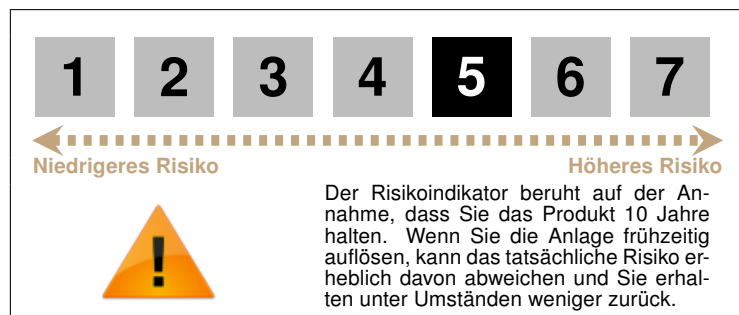 1 2 3 4 5 6 7
Niedrigeres Risiko Höheres Risiko
Der Risikoindikator beruht auf der An-
nahme, dass Sie das Produkt 10 Jahre
halten. Wenn Sie die Anlage frühzeitig
auflösen, kann das tatsächliche Risiko er-
heblich davon abweichen und Sie erhal-
ten unter Umständen weniger zurück.